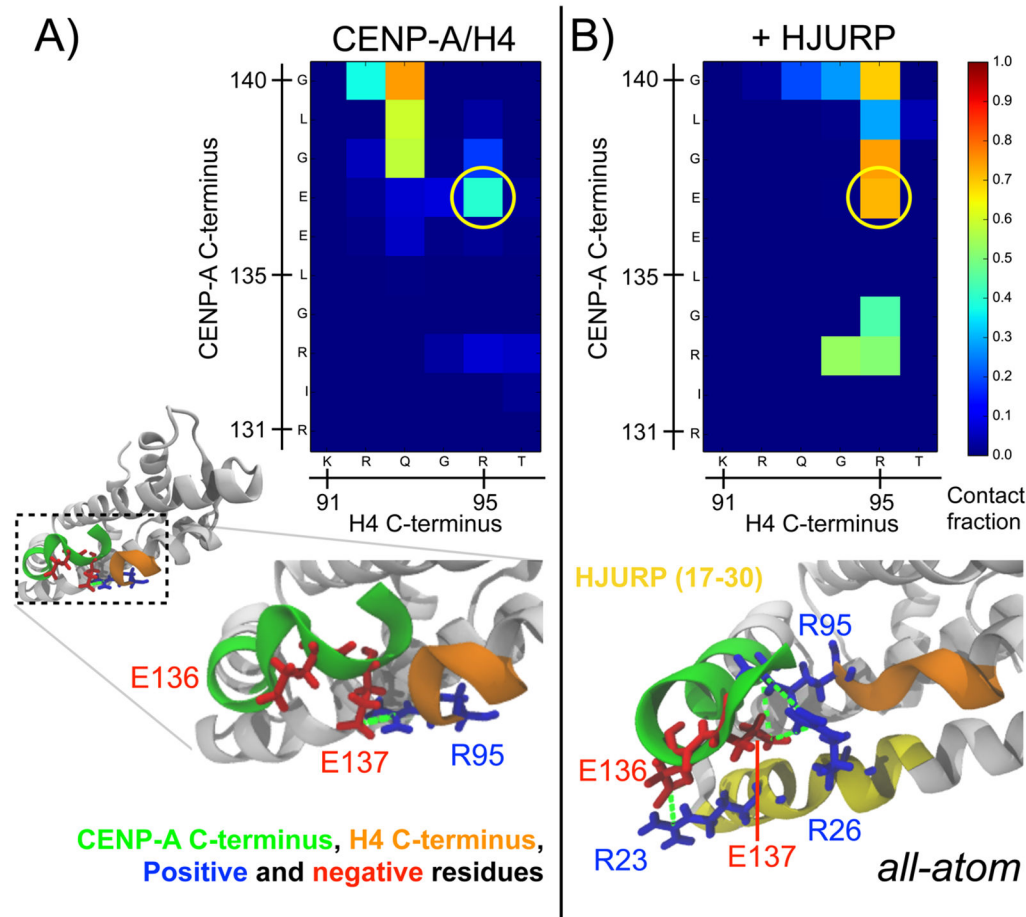 A)
CENP-A/H4
CENP-A C-terminus
140
135
131
G
L
G
E
E
L
G
R
I
R
K
R
Q
G
R
T
91
95
H4 C-terminus
E136
E137
R95
CENP-A C-terminus, H4 C-terminus,
Positive and negative residues
B)
+ HJURP
CENP-A C-terminus
140
135
131
G
L
G
E
E
L
G
R
I
R
K
R
Q
G
R
T
91
95
H4 C-terminus
1.0
0.9
0.8
0.7
0.6
0.5
0.4
0.3
0.2
0.1
0.0
Contact
fraction
HJURP (17-30)
R95
E136
R23
E137
R26
all-atom